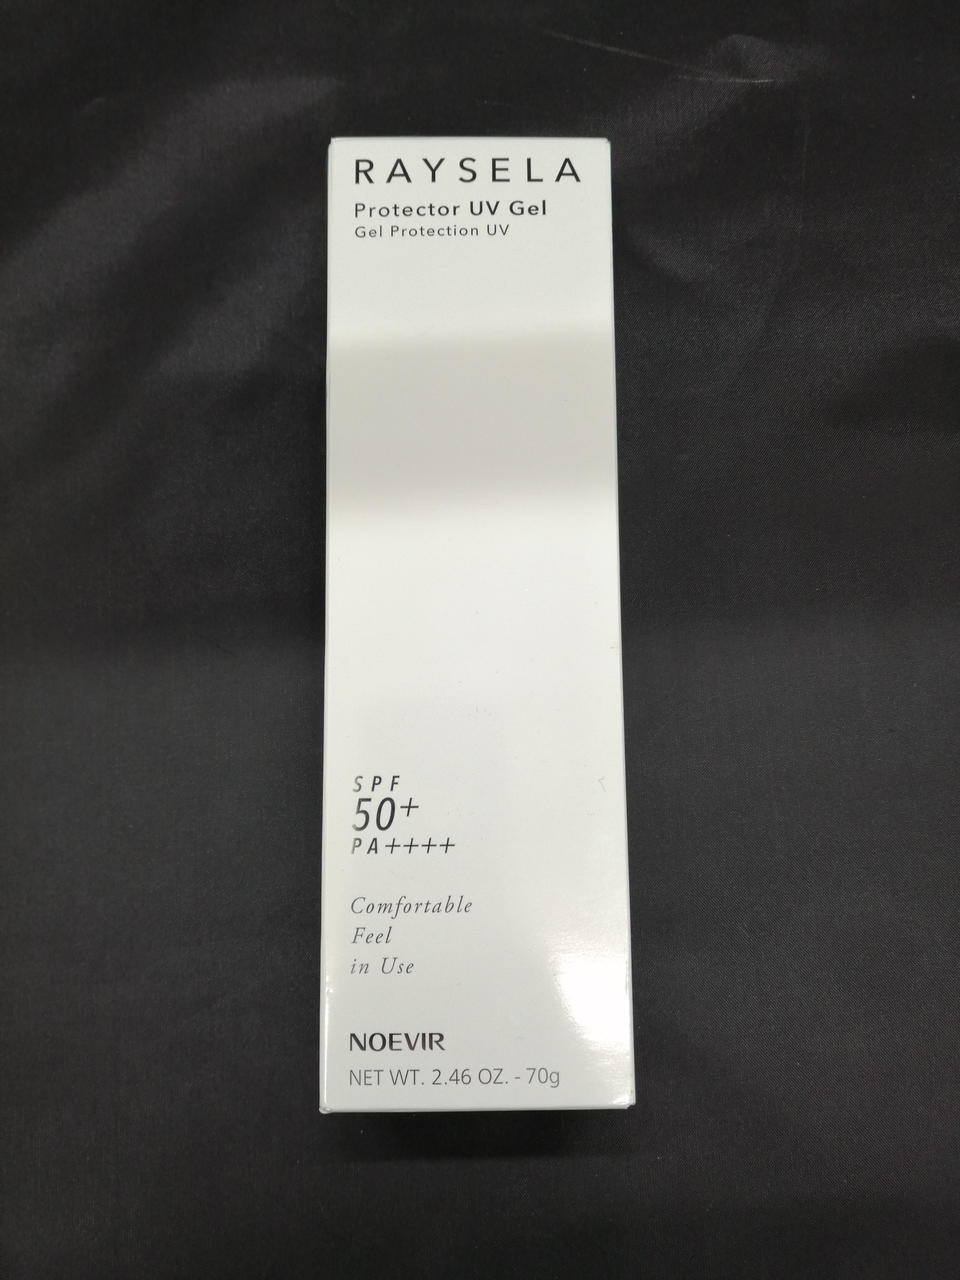 RAYSELA
Protector UV Gel
Gel Protection UV
SPF
50+
PA++++
Comfortable
Feel
in Use
NOEVIR
NET WT. 2.46 OZ. - 70g